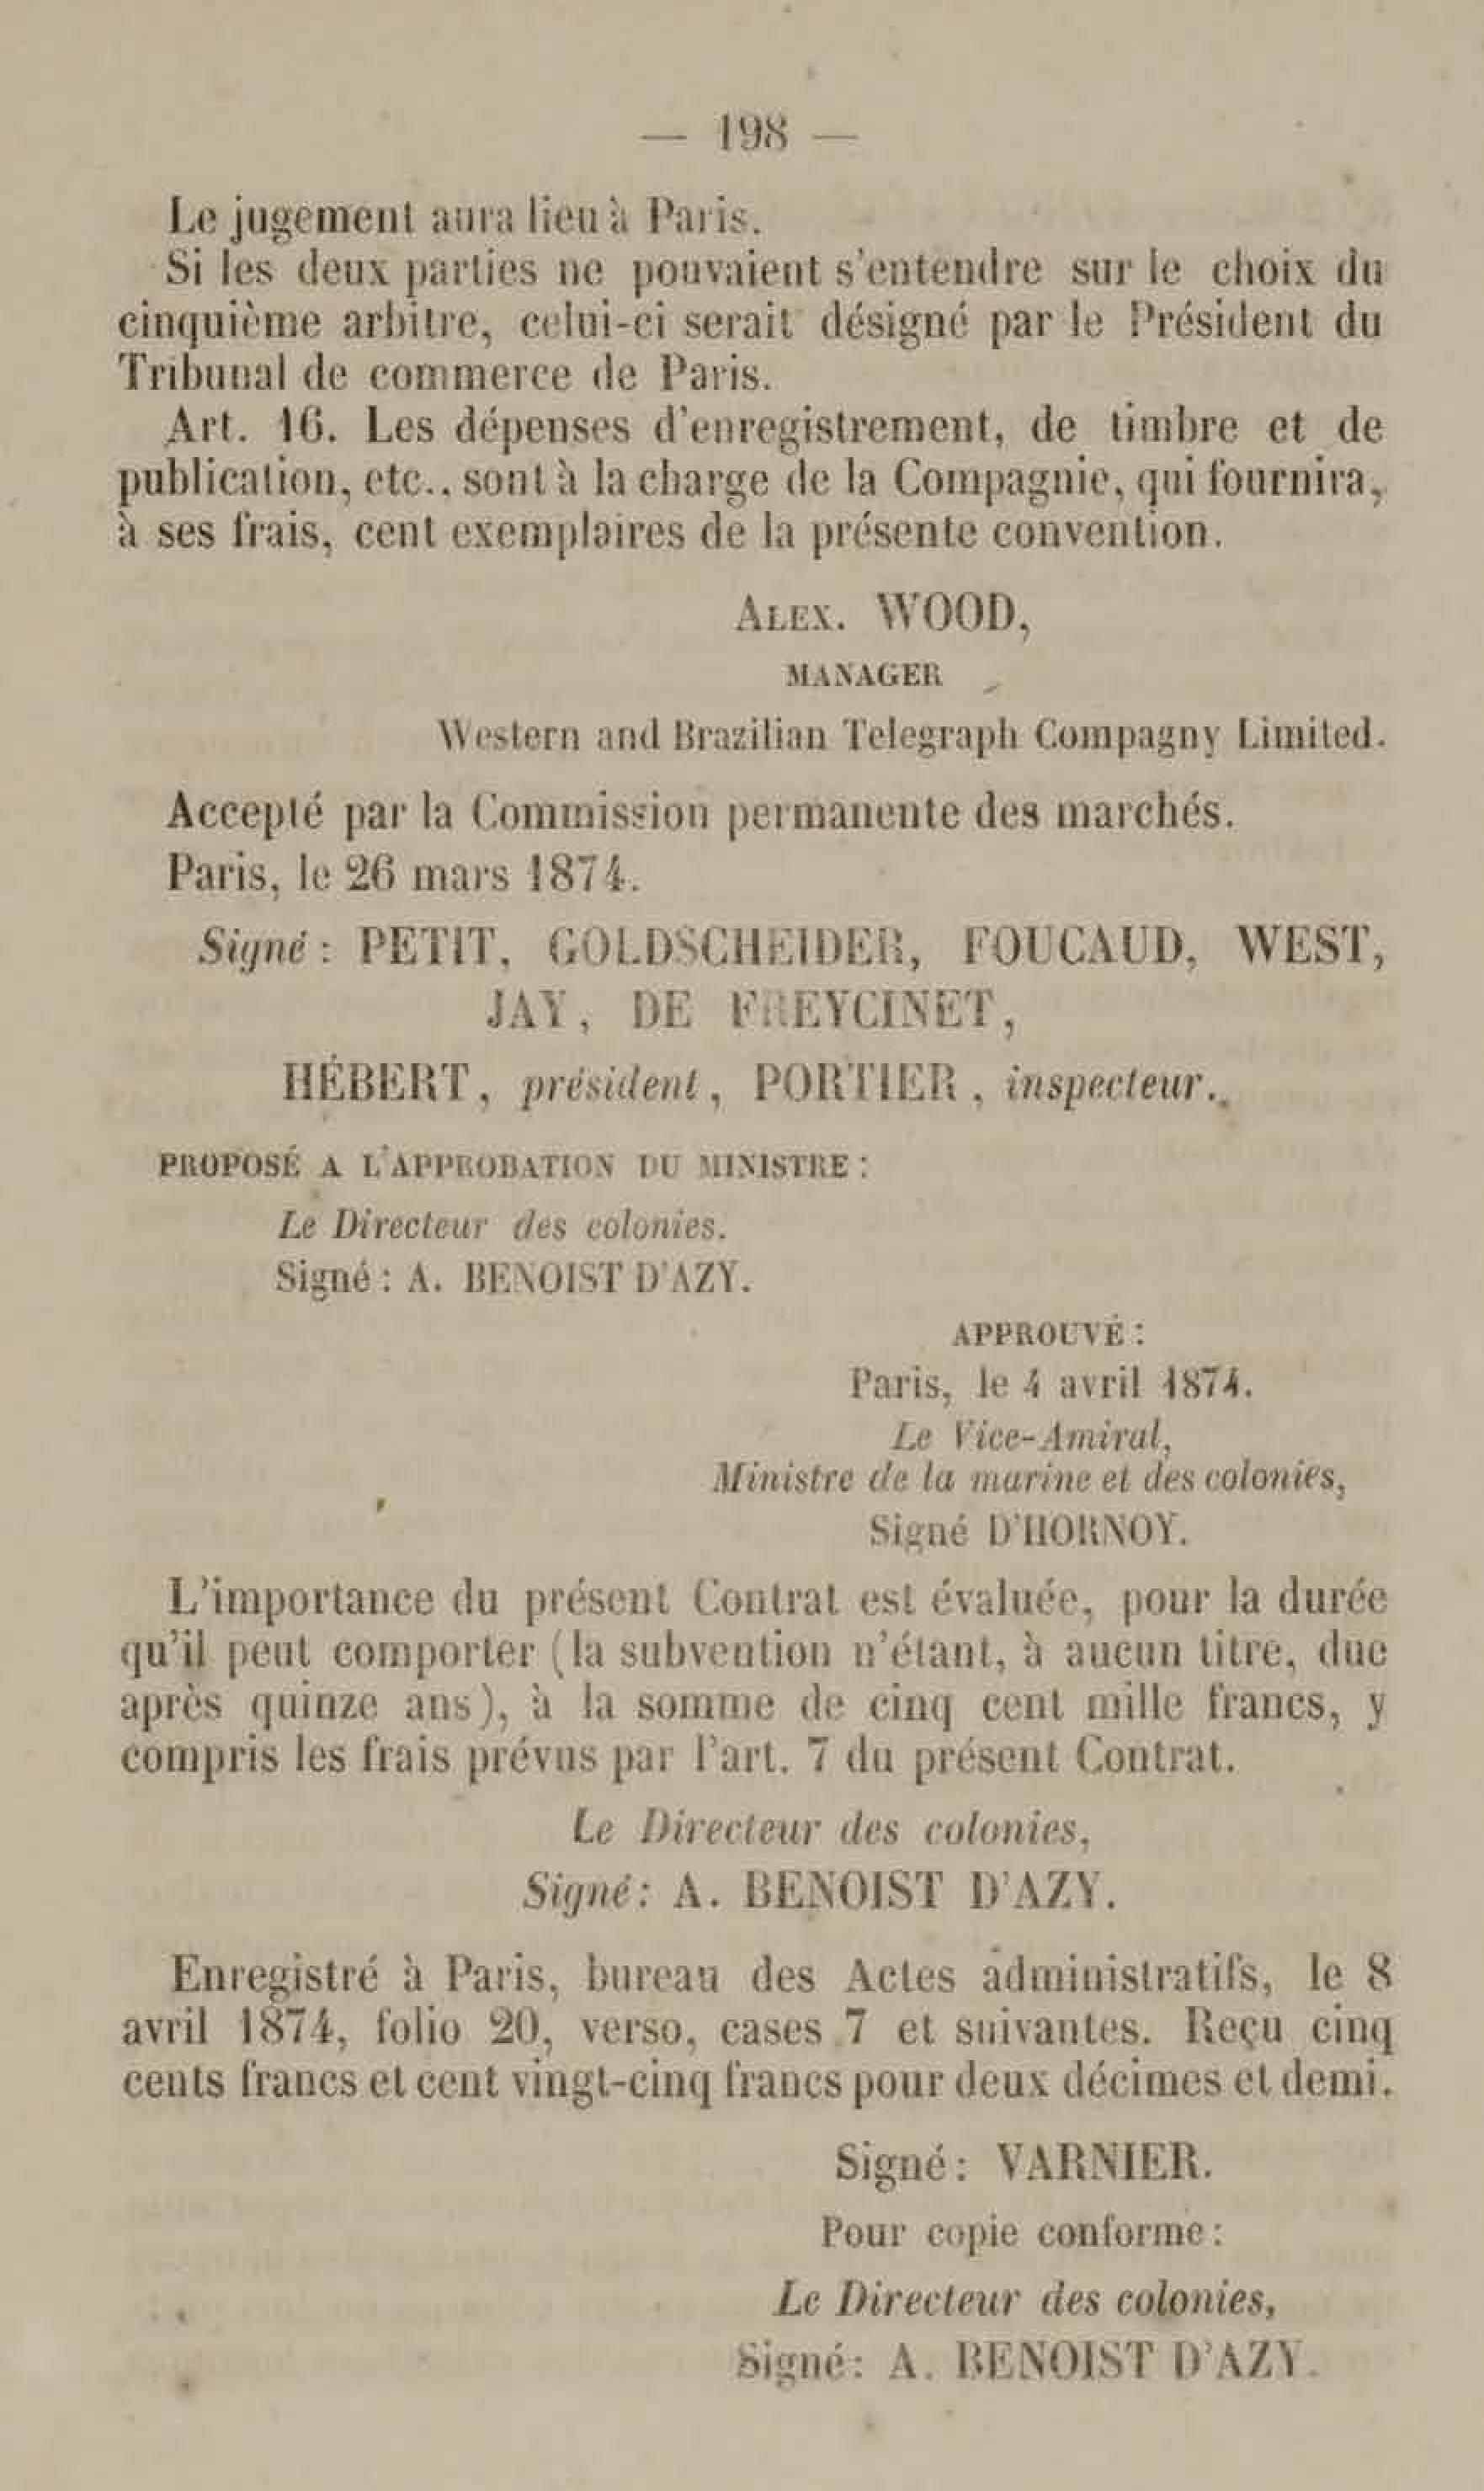 — 198 —
Le jugement aura lieu à Paris.
Si les deux parties ne pouvaient s'entendre sur le choix du
cinquième arbitre, celui-ci serait désigné par le Président du
Tribunal de commerce de Paris.
Art. 16. Les dépenses d'enregistrement, de timbre et de
publication, etc., sont à la charge de la Compagnie, qui fournira,
à ses frais, cent exemplaires de la présente convention.
ALEX. WOOD,
MANAGER
Western and Brazilian Telegraph Compagny Limited.
Accepté par la Commission permanente des marchés.
Paris, le 26 mars 1874.
Signé : PETIT, GOLDSCHEIDER, FOUCAUD, WEST,
JAY, DE FREYCINET,
HÉBERT, président, PORTIER, inspecteur.
PROPOSÉ A L'APPROBATION DU MINISTRE :
Le Directeur des colonies.
Signé : A. BENOIST D'AZY.
APPROUVÉ :
Paris, le 4 avril 1874.
Le Vice-Amiral,
Ministre de la marine et des colonies,
Signé D'HORNOY.
L'importance du présent Contrat est évaluée, pour la durée
qu'il peut comporter (la subvention n'étant, à aucun titre, due
après quinze ans), à la somme de cinq cent mille francs, y
compris les frais prévus par l'art. 7 du présent Contrat.
Le Directeur des colonies,
Signé: A. BENOIST D'AZY.
Enregistré à Paris, bureau des Actes administratifs, le 8
avril 1874, folio 20, verso, cases 7 et suivantes. Reçu cinq
cents francs et cent vingt-cinq francs pour deux décimes et demi.
Signé: VARNIER.
Pour copie conforme:
Le Directeur des colonies,
Signé: A. BENOIST D'AZY.